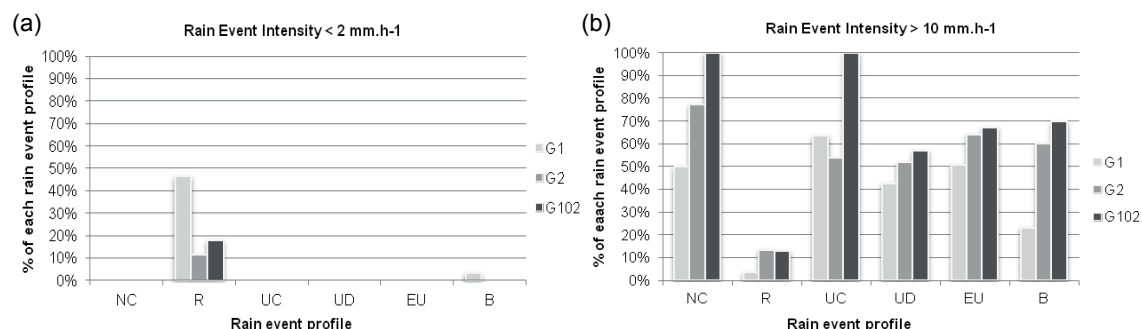 (a)
Rain Event Intensity < 2 mm.h-1
% of each rain event profile
100%
90%
80%
70%
60%
50%
40%
30%
20%
10%
0%
NC R UC UD EU B
Rain event profile
G1
G2
G102
(b)
Rain Event Intensity > 10 mm.h-1
% of eaach rain event profile
100%
90%
80%
70%
60%
50%
40%
30%
20%
10%
0%
NC R UC UD EU B
Rain event profile
G1
G2
G102